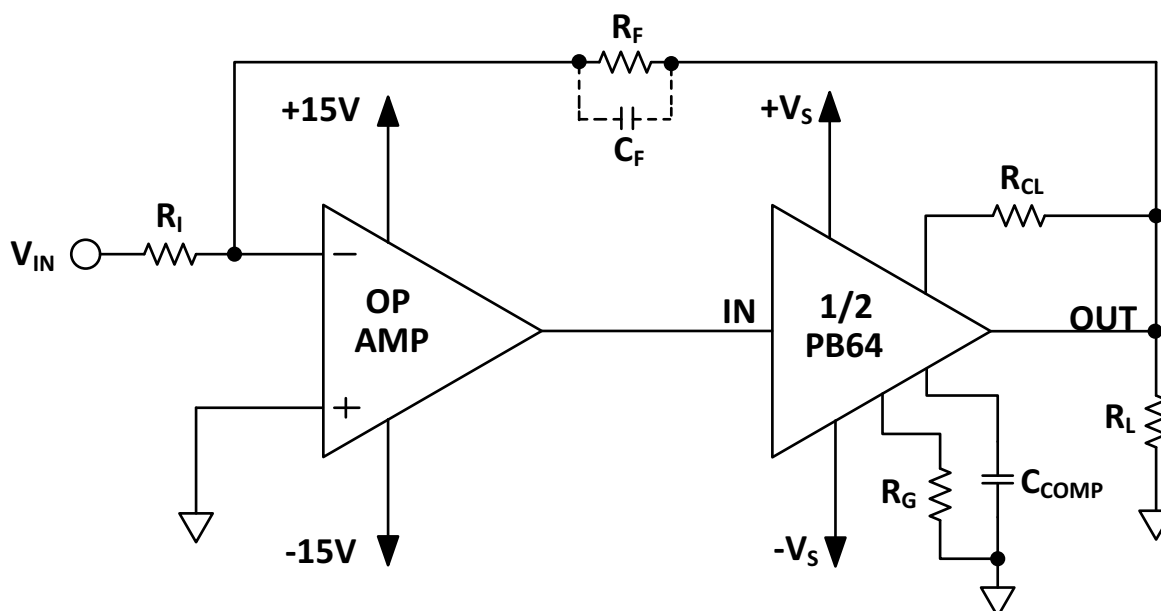 R_F
+15V
C_F
+V_S
R_CL
R_I
V_IN
−
OP
AMP
IN
1/2
PB64
OUT
+
R_L
R_G
C_COMP
-15V
-V_S